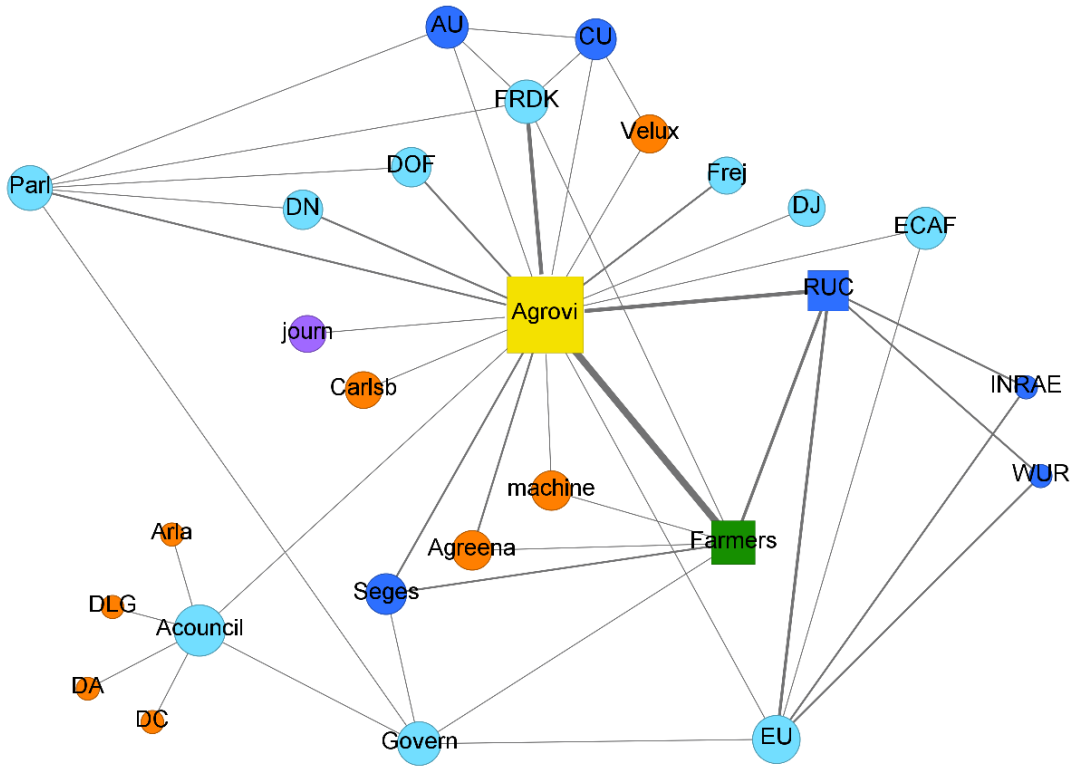 AU
CU
FRDK
Velux
DOF
Frej
Parl
DN
DJ
ECAF
RUC
Agrovi
journ
Carlsb
INRAE
WUR
machine
Arla
Agreena
Farmers
Seges
DLG
Acouncil
DA
DC
Govern
EU